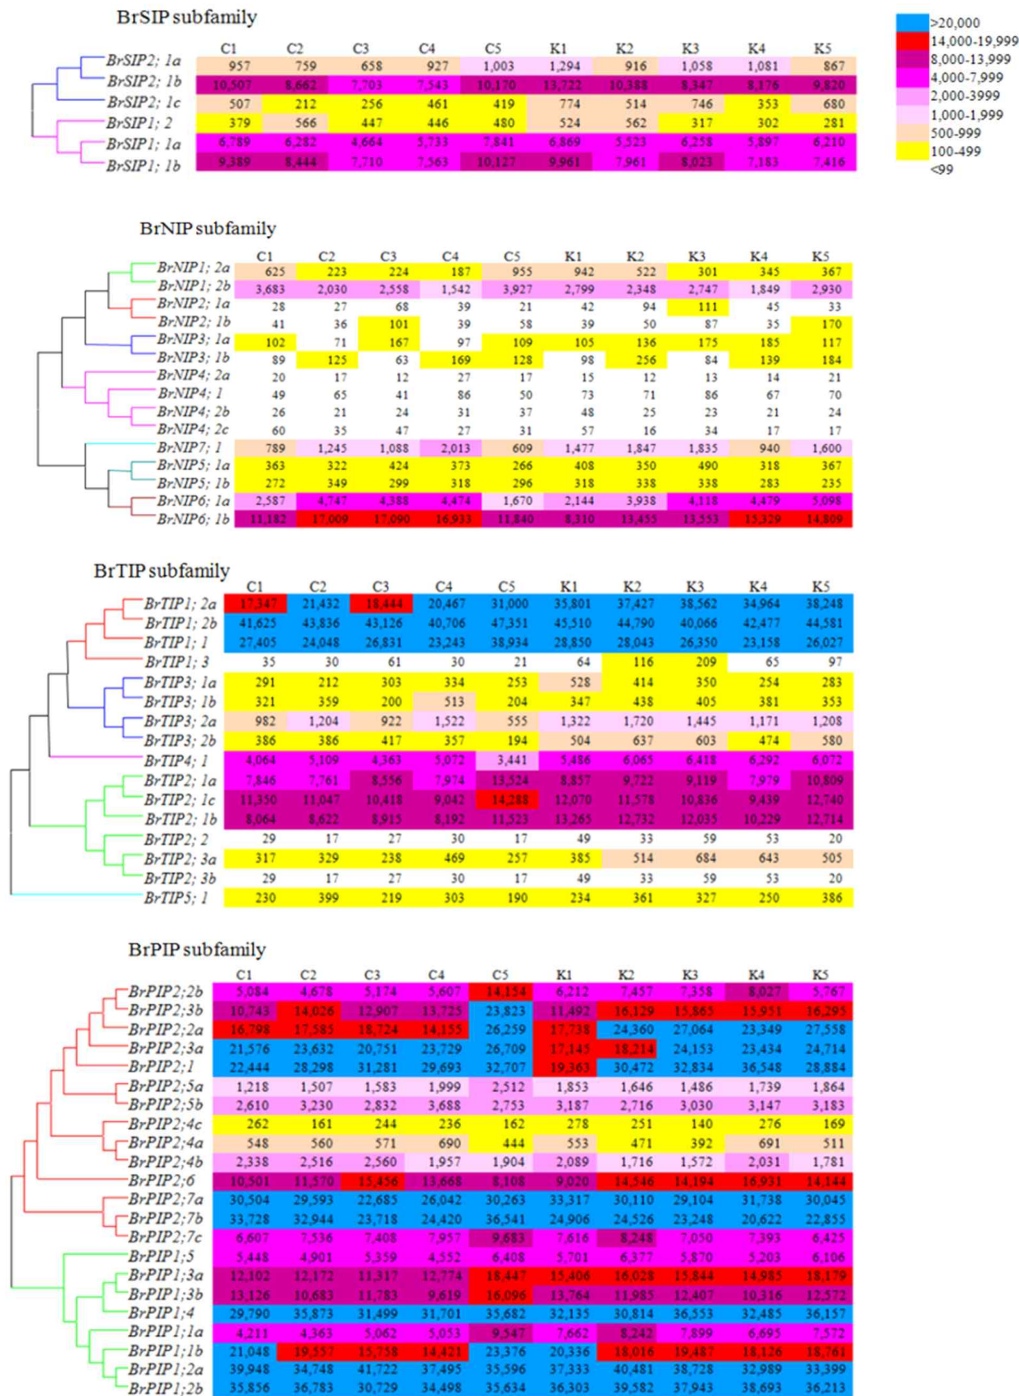 BrSIP subfamily
C1 C2 C3 C4 C5 K1 K2 K3 K4 K5
BrSIP2; 1a 957 759 658 927 1,003 1,294 916 1,058 1,081 867
BrSIP2; 1b 10,507 8,662 7,703 7,543 10,170 13,722 10,388 8,347 8,176 9,820
BrSIP2; 1c 507 212 256 461 419 774 514 746 353 680
BrSIP1; 2 379 566 447 446 480 524 562 317 302 281
BrSIP1; 1a 6,789 6,282 4,664 5,733 7,841 6,869 5,523 6,258 5,897 6,210
BrSIP1; 1b 9,389 8,444 7,710 7,563 10,127 9,961 7,961 8,023 7,183 7,416
>20,000
14,000-19,999
8,000-13,999
4,000-7,999
2,000-3999
1,000-1,999
500-999
100-499
<99
BrNIP subfamily
C1 C2 C3 C4 C5 K1 K2 K3 K4 K5
BrNIP1; 2a 625 223 224 187 955 942 522 301 345 367
BrNIP1; 2b 3,683 2,030 2,558 1,542 3,927 2,799 2,348 2,747 1,849 2,930
BrNIP2; 1a 28 27 68 39 21 42 94 111 45 33
BrNIP2; 1b 41 36 101 39 58 39 50 87 35 170
BrNIP3; 1a 102 71 167 97 109 105 136 175 185 117
BrNIP3; 1b 89 125 63 169 128 98 256 84 139 184
BrNIP4; 2a 20 17 12 27 17 15 12 13 14 21
BrNIP4; 1 49 65 41 86 50 73 71 86 67 70
BrNIP4; 2b 26 21 24 31 37 48 25 23 21 24
BrNIP4; 2c 60 35 47 27 31 57 16 34 17 17
BrNIP7; 1 789 1,245 1,088 2,013 609 1,477 1,847 1,835 940 1,600
BrNIP5; 1a 363 322 424 373 266 408 350 490 318 367
BrNIP5; 1b 272 349 299 318 296 318 338 338 283 235
BrNIP6; 1a 2,587 4,747 4,388 4,474 1,670 2,144 3,938 4,118 4,479 5,098
BrNIP6; 1b 11,182 17,009 17,090 16,933 11,840 8,310 13,455 13,553 15,329 14,809
BrTIP subfamily
C1 C2 C3 C4 C5 K1 K2 K3 K4 K5
BrTIP1; 2a 17,347 21,432 18,444 20,467 31,000 35,801 37,427 38,562 34,964 38,248
BrTIP1; 2b 41,625 43,836 43,126 40,706 47,351 45,510 44,790 40,066 42,477 44,581
BrTIP1; 1 27,405 24,048 26,831 23,243 38,934 28,850 28,043 26,350 23,158 26,027
BrTIP1; 3 35 30 61 30 21 64 116 209 65 97
BrTIP3; 1a 291 212 303 334 253 528 414 350 254 283
BrTIP3; 1b 321 359 200 513 204 347 438 405 381 353
BrTIP3; 2a 982 1,204 922 1,522 555 1,322 1,720 1,445 1,171 1,208
BrTIP3; 2b 386 386 417 357 194 504 637 603 474 580
BrTIP4; 1 4,064 5,109 4,363 5,072 3,441 5,486 6,065 6,418 6,292 6,072
BrTIP2; 1a 7,846 7,761 8,556 7,974 13,524 8,857 9,722 9,119 7,979 10,809
BrTIP2; 1c 11,350 11,047 10,418 9,042 14,288 12,070 11,578 10,836 9,439 12,740
BrTIP2; 1b 8,064 8,622 8,915 8,192 11,523 13,265 12,732 12,035 10,229 12,714
BrTIP2; 2 29 17 27 30 17 49 33 59 53 20
BrTIP2; 3a 317 329 238 469 257 385 514 684 643 505
BrTIP2; 3b 29 17 27 30 17 49 33 59 53 20
BrTIP5; 1 230 399 219 303 190 234 361 327 250 386
BrPIP subfamily
C1 C2 C3 C4 C5 K1 K2 K3 K4 K5
BrPIP2;2b 5,084 4,678 5,174 5,607 14,154 6,212 7,457 7,358 8,027 5,767
BrPIP2;3b 10,743 14,026 12,907 13,725 23,823 11,492 16,129 15,865 15,951 16,295
BrPIP2;2a 16,798 17,585 18,724 14,155 26,259 17,738 24,360 27,064 23,349 27,558
BrPIP2;3a 21,576 23,632 20,751 23,729 26,709 17,145 18,214 24,153 23,434 24,714
BrPIP2;1 22,444 28,298 31,281 29,693 32,707 19,363 30,472 32,834 36,548 28,884
BrPIP2;5a 1,218 1,507 1,583 1,999 2,512 1,853 1,646 1,486 1,739 1,864
BrPIP2;5b 2,610 3,230 2,832 3,688 2,753 3,187 2,716 3,030 3,147 3,183
BrPIP2;4c 262 161 244 236 162 278 251 140 276 169
BrPIP2;4a 548 560 571 690 444 553 471 392 691 511
BrPIP2;4b 2,338 2,516 2,560 1,957 1,904 2,089 1,716 1,572 2,031 1,781
BrPIP2;6 10,501 11,570 15,456 13,668 8,108 9,020 14,546 14,194 16,931 14,144
BrPIP2;7a 30,504 29,593 22,685 26,042 30,263 33,317 30,110 29,104 31,738 30,045
BrPIP2;7b 33,728 32,944 23,718 24,420 36,541 24,906 24,526 23,248 20,622 22,855
BrPIP2;7c 6,607 7,536 7,408 7,957 9,683 7,616 8,248 7,050 7,393 6,425
BrPIP1;5 5,448 4,901 5,359 4,552 6,408 5,701 6,377 5,870 5,203 6,106
BrPIP1;3a 12,102 12,172 11,317 12,774 18,447 15,406 16,028 15,844 14,985 18,179
BrPIP1;3b 13,126 10,683 11,783 9,619 16,096 13,764 11,985 12,407 10,316 12,572
BrPIP1;4 29,790 35,873 31,499 31,701 35,682 32,135 30,814 36,553 32,485 36,157
BrPIP1;1a 4,211 4,363 5,062 5,053 9,547 7,662 8,242 7,899 6,695 7,572
BrPIP1;1b 21,048 19,557 15,758 14,421 23,376 20,336 18,016 19,487 18,126 18,761
BrPIP1;2a 39,948 34,748 41,722 37,495 35,596 37,333 40,481 38,728 32,989 33,399
BrPIP1;2b 35,856 36,783 30,729 34,498 35,634 36,303 39,582 37,943 38,693 36,213